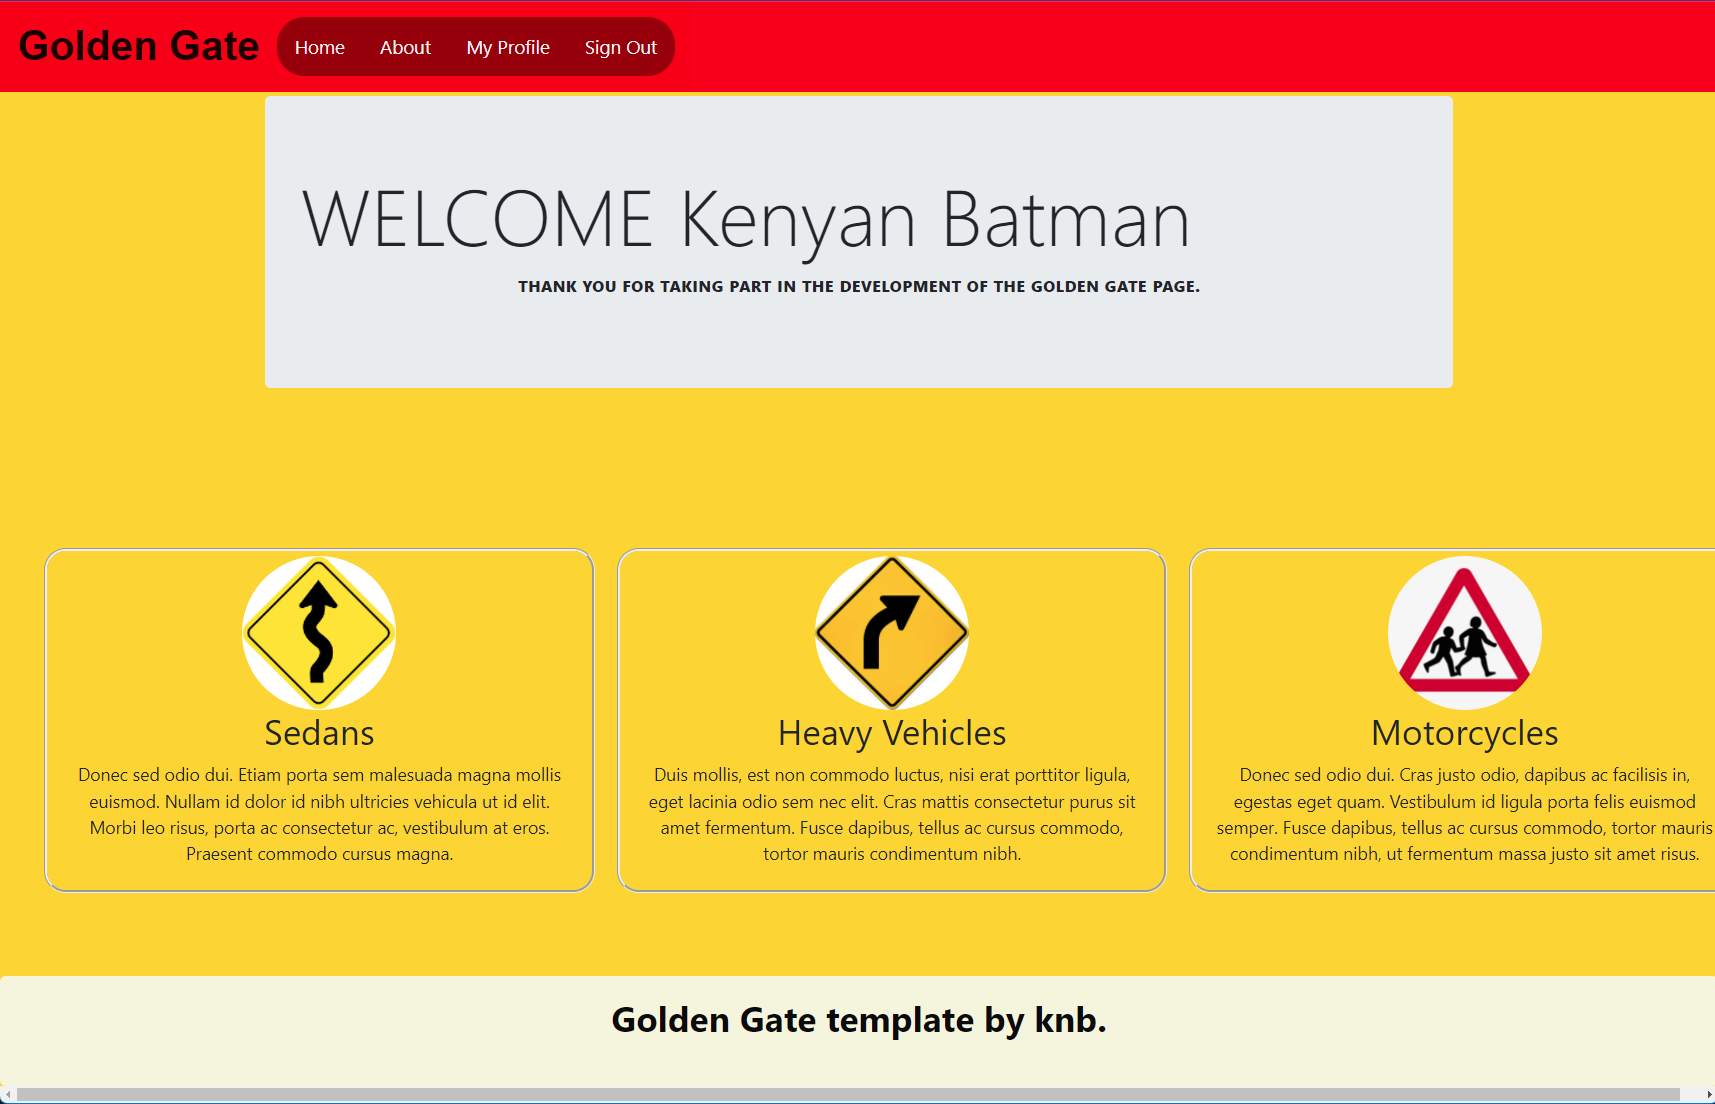 Golden Gate
Home About My Profile Sign Out
WELCOME Kenyan Batman
THANK YOU FOR TAKING PART IN THE DEVELOPMENT OF THE GOLDEN GATE PAGE.
Sedans
Donec sed odio dui. Etiam porta sem malesuada magna mollis
euismod. Nullam id dolor id nibh ultricies vehicula ut id elit.
Morbi leo risus, porta ac consectetur ac, vestibulum at eros.
Praesent commodo cursus magna.
Heavy Vehicles
Duis mollis, est non commodo luctus, nisi erat porttitor ligula,
eget lacinia odio sem nec elit. Cras mattis consectetur purus sit
amet fermentum. Fusce dapibus, tellus ac cursus commodo,
tortor mauris condimentum nibh.
Motorcycles
Donec sed odio dui. Cras justo odio, dapibus ac facilisis in,
egestas eget quam. Vestibulum id ligula porta felis euismod
semper. Fusce dapibus, tellus ac cursus commodo, tortor mauris
condimentum nibh, ut fermentum massa justo sit amet risus.
Golden Gate template by knb.